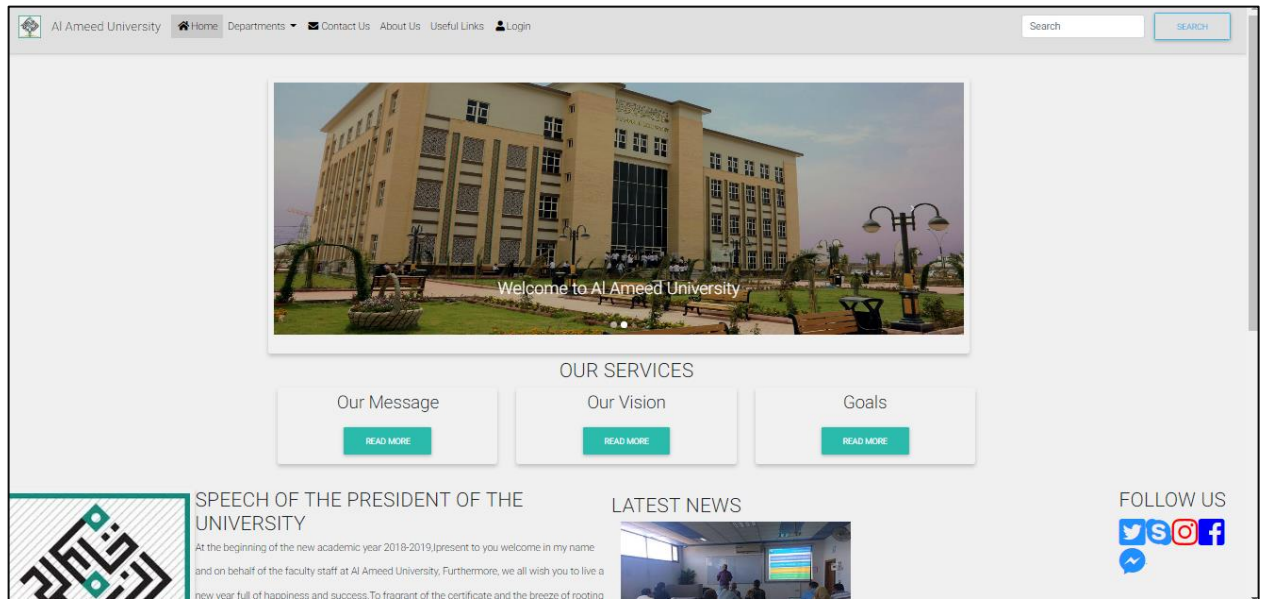 Al Ameed University Home Departments Contact Us About Us Useful Links Login Search SEARCH
Welcome to Al Ameed University
OUR SERVICES
Our Message Our Vision Goals
READ MORE READ MORE READ MORE
SPEECH OF THE PRESIDENT OF THE
UNIVERSITY
At the beginning of the new academic year 2018-2019,Ipresent to you welcome in my name
and on behalf of the faculty staff at Al Ameed University, Furthermore, we all wish you to live a
new year full of happiness and success.To fragrant of the certificate and the breeze of rooting
LATEST NEWS
FOLLOW US